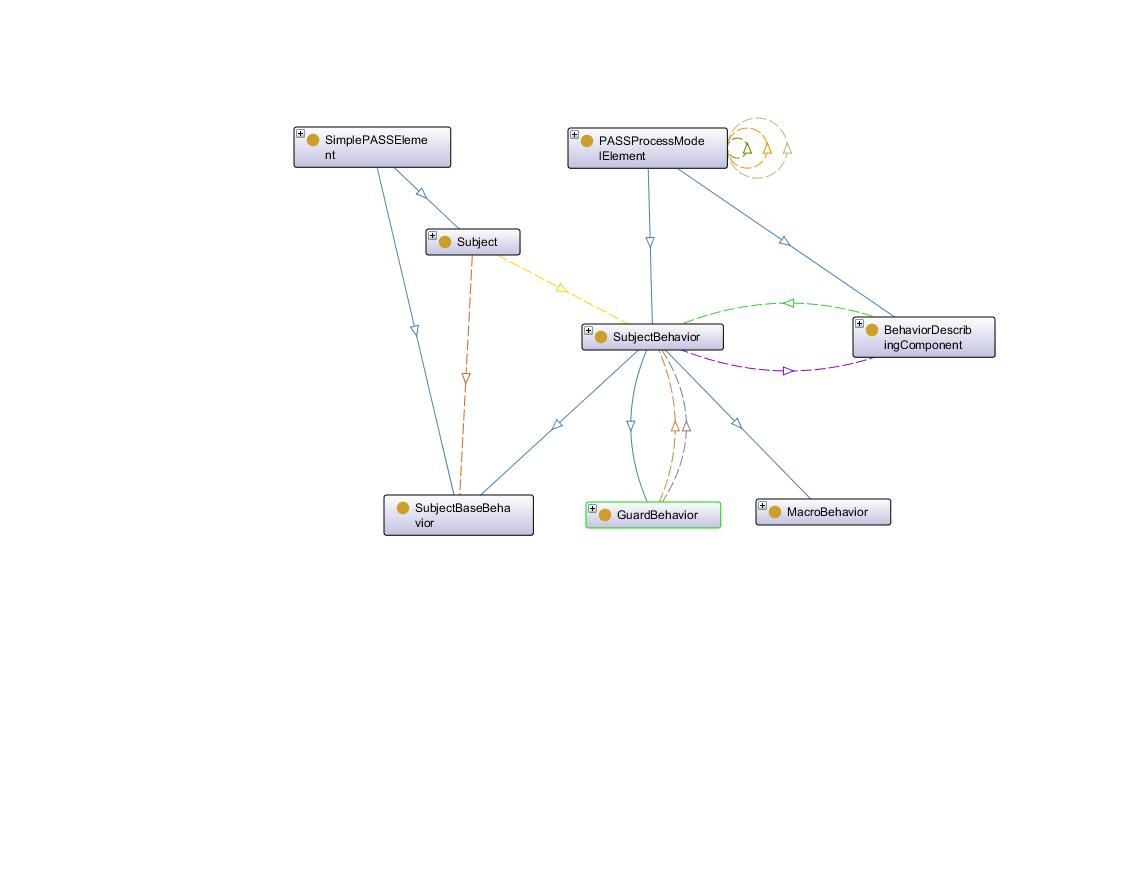 SimplePASSEleme
nt
PASSProcessMode
lElement
Subject
SubjectBehavior
BehaviorDescrib
ingComponent
SubjectBaseBeha
vior
GuardBehavior
MacroBehavior